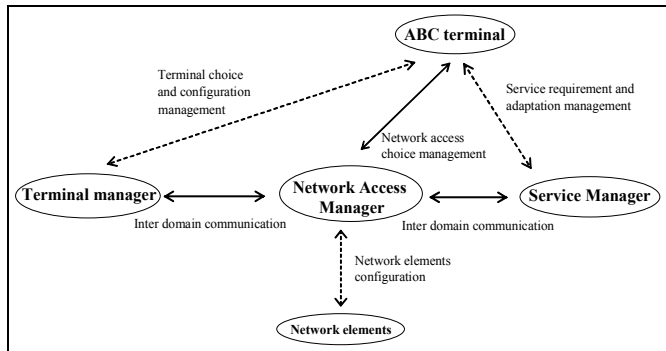 ABC terminal
Terminal choice
and configuration
management
Service requirement and
adaptation management
Network access
choice management
Terminal manager
Network Access
Manager
Service Manager
Inter domain communication
Inter domain communication
Network elements
configuration
Network elements